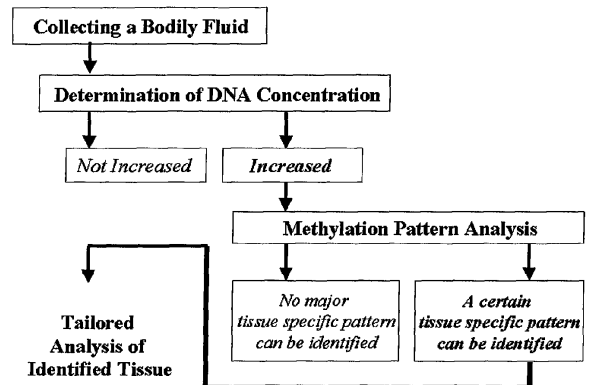 Collecting a Bodily Fluid
Determination of DNA Concentration
Not Increased
Increased
Methylation Pattern Analysis
No major
tissue specific pattern
can be identified
A certain
tissue specific pattern
can be identified
Tailored
Analysis of
Identified Tissue